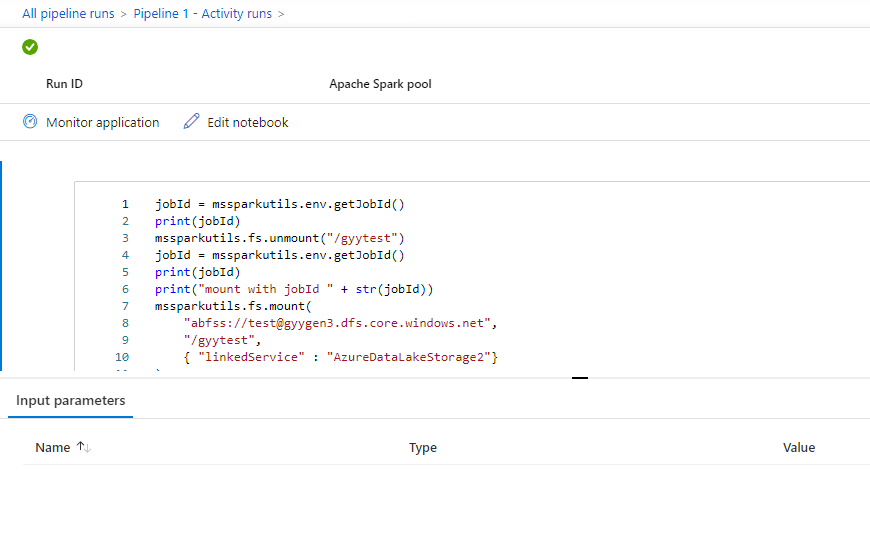 All pipeline runs > Pipeline 1 - Activity runs >
Run ID Apache Spark pool
Monitor application Edit notebook
1 jobId = mssparkutils.env.getJobId()
2 print(jobId)
3 mssparkutils.fs.unmount("/gyytest")
4 jobId = mssparkutils.env.getJobId()
5 print(jobId)
6 print("mount with jobId " + str(jobId))
7 mssparkutils.fs.mount(
8 "abfss://test@gyygen3.dfs.core.windows.net",
9 "/gyytest",
10 { "linkedService" : "AzureDataLakeStorage2"}
Input parameters
Name ↑↓ Type Value